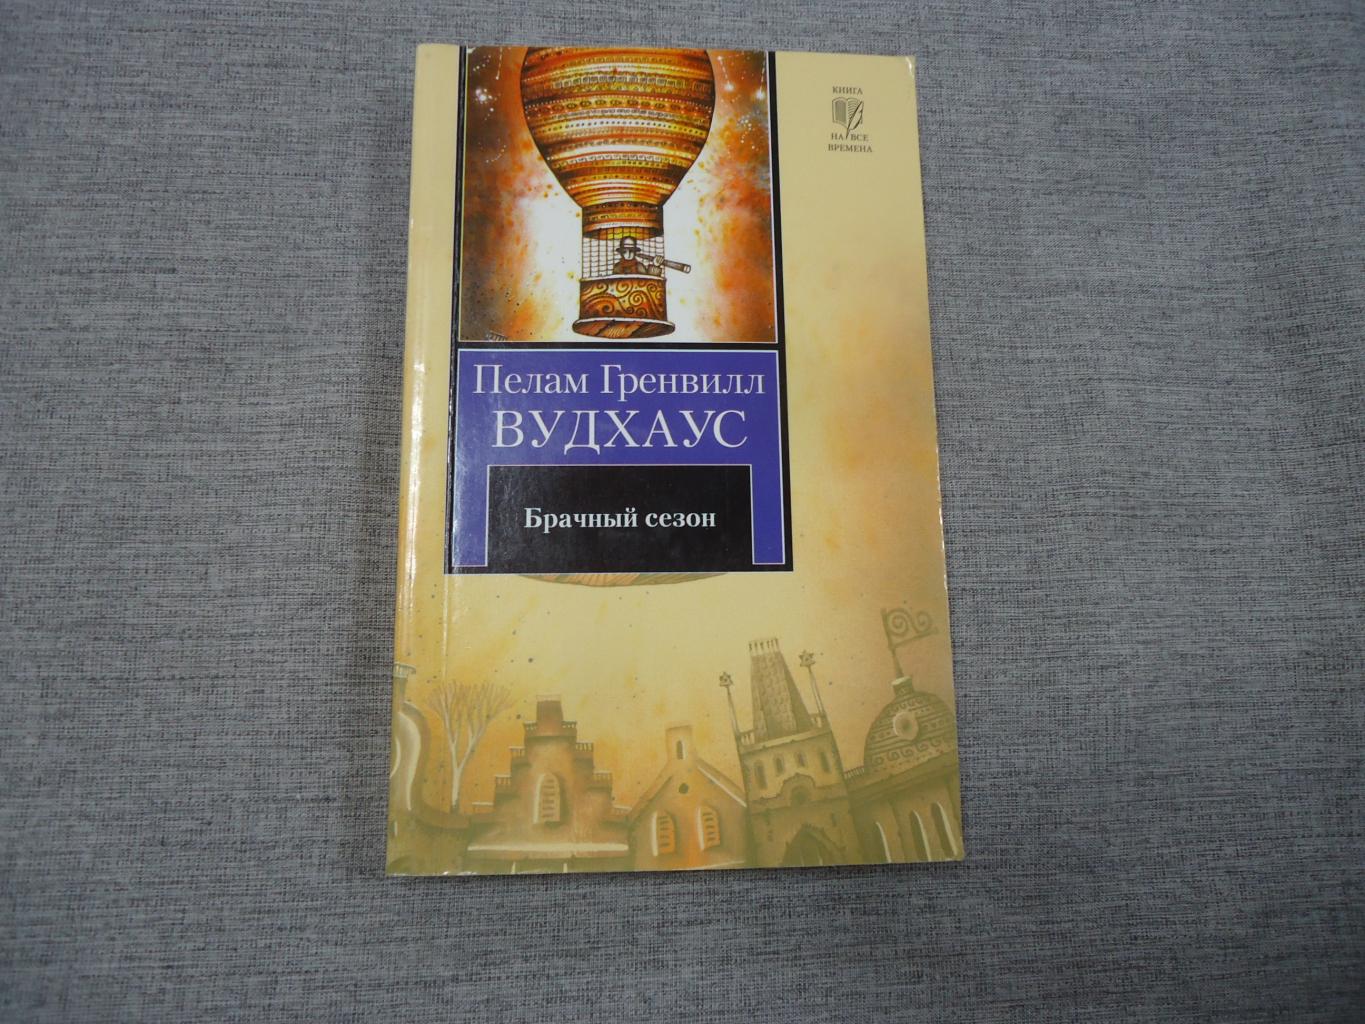 КНИГА
НА ВСЕ
ВРЕМЕНА
Пелам Гренвилл
ВУДХАУС
Брачный сезон